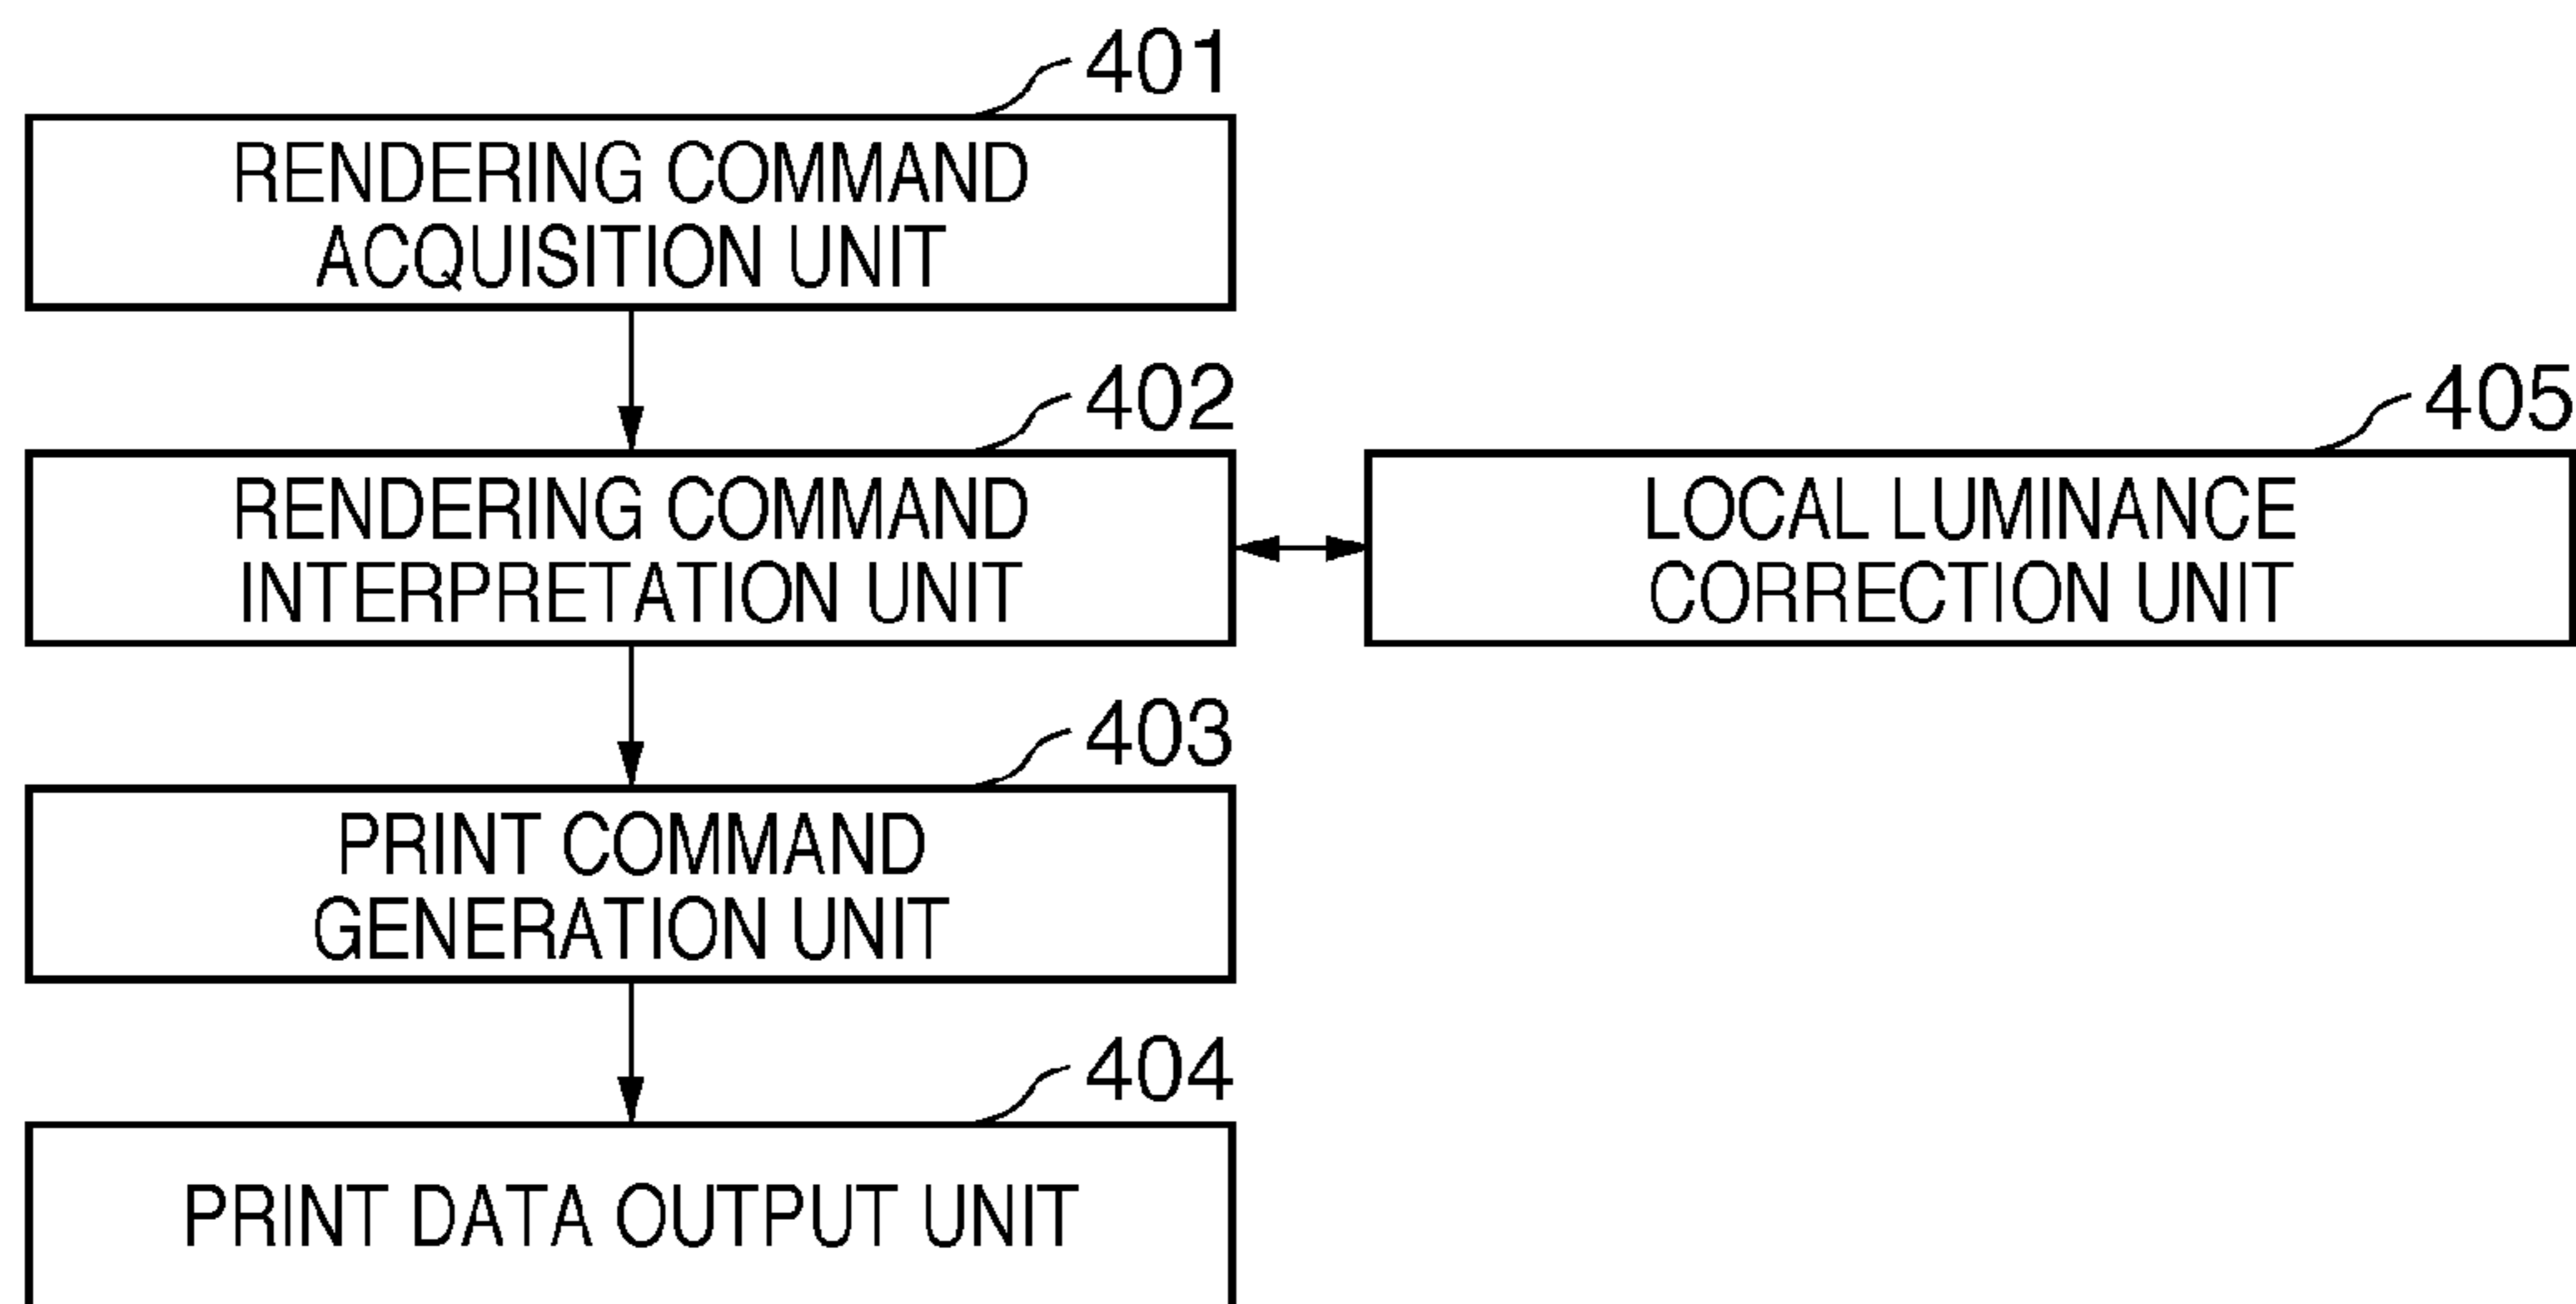 401
RENDERING COMMAND
ACQUISITION UNIT
402
RENDERING COMMAND
INTERPRETATION UNIT
405
LOCAL LUMINANCE
CORRECTION UNIT
403
PRINT COMMAND
GENERATION UNIT
404
PRINT DATA OUTPUT UNIT